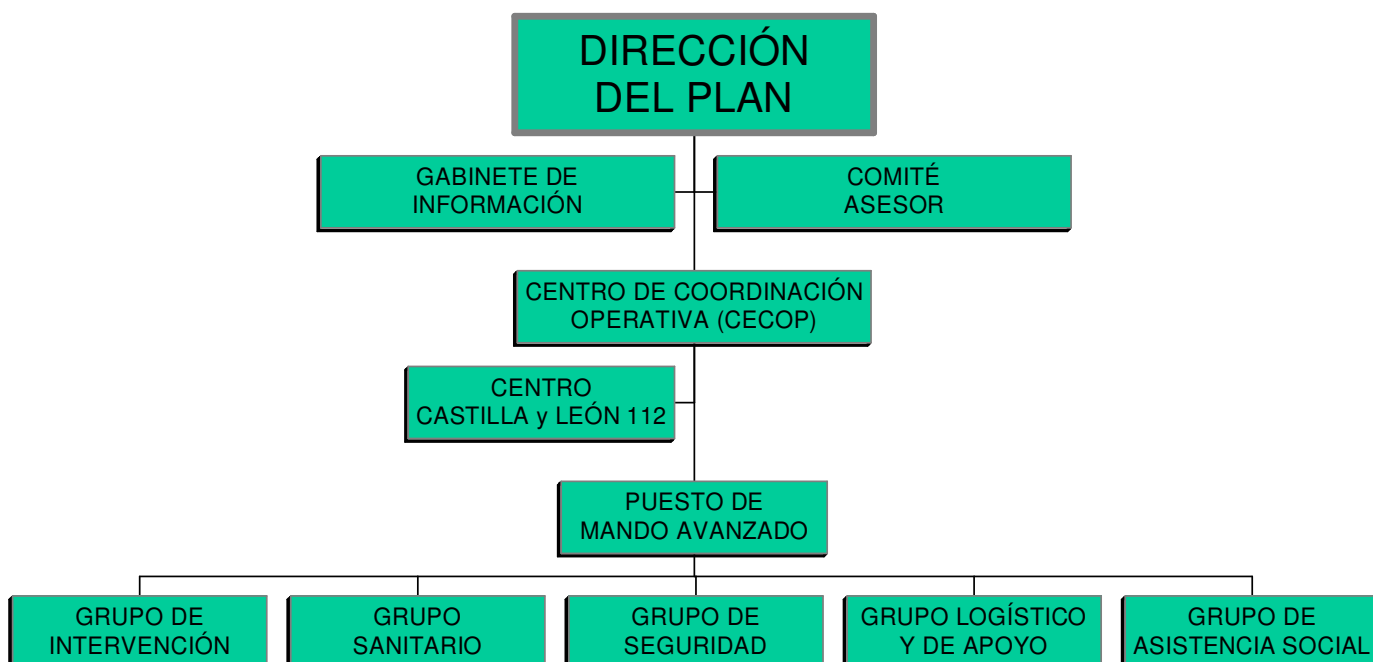 DIRECCIÓN
DEL PLAN
GABINETE DE
INFORMACIÓN
COMITÉ
ASESOR
CENTRO DE COORDINACIÓN
OPERATIVA (CECOP)
CENTRO
CASTILLA y LEÓN 112
PUESTO DE
MANDO AVANZADO
GRUPO DE
INTERVENCIÓN
GRUPO
SANITARIO
GRUPO DE
SEGURIDAD
GRUPO LOGÍSTICO
Y DE APOYO
GRUPO DE
ASISTENCIA SOCIAL